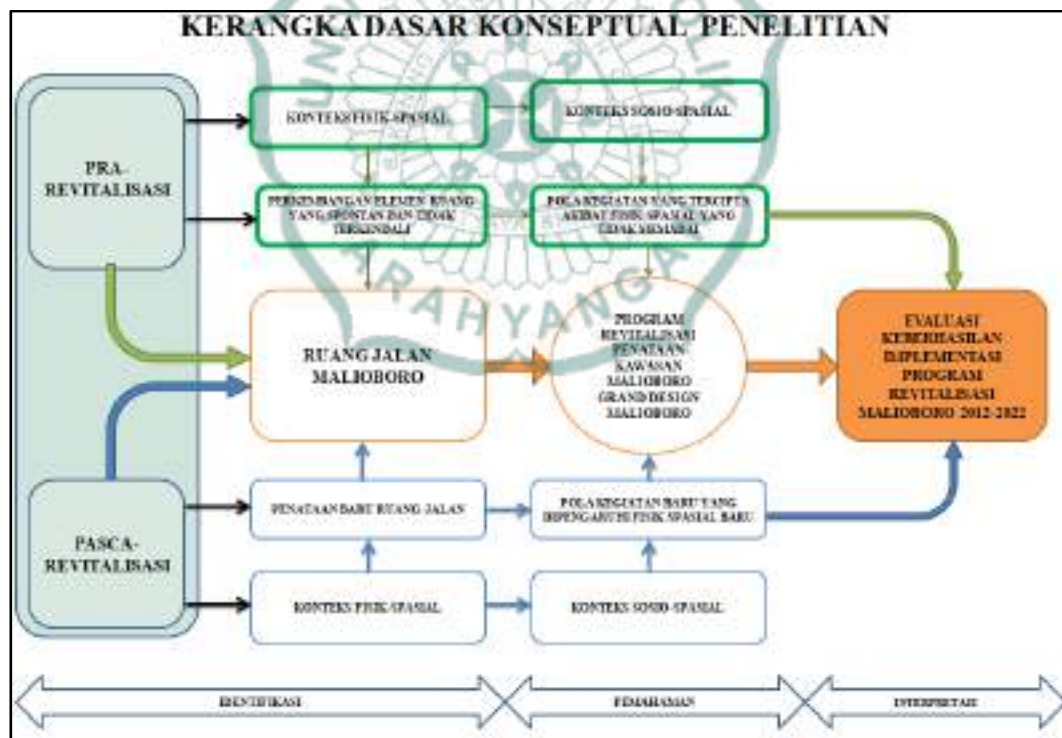 KERANGKA DASAR KONSEPTUAL PENELITIAN
PRA-
REVITALISASI
KONTEKS FISIK-SPASIAL
KONTEKS SOSIO-SPASIAL
PERKEMBANGAN ELEMEN RUANG
YANG SPONTAN DAN TIDAK
TERKENDALI
POLA KEGIATAN YANG TERCIPTA
AKIBAT FISIK SPASIAL YANG
TIDAK MEMADAI
RUANG JALAN
MALIOBORO
PROGRAM
REVITALISASI
PENATAAN
KAWASAN
MALIOBORO
GRAND DESIGN
MALIOBORO
EVALUASI
KEBERHASILAN
IMPLEMENTASI
PROGRAM
REVITALISASI
MALIOBORO 2012-2022
PASCA-
REVITALISASI
PENATAAN BARU RUANG JALAN
POLA KEGIATAN BARU YANG
DIPENGARUHI FISIK SPASIAL BARU
KONTEKS FISIK-SPASIAL
KONTEKS SOSIO-SPASIAL
IDENTIFIKASI
PEMAHAMAN
INTERPRETASI
ARAHYANGAN